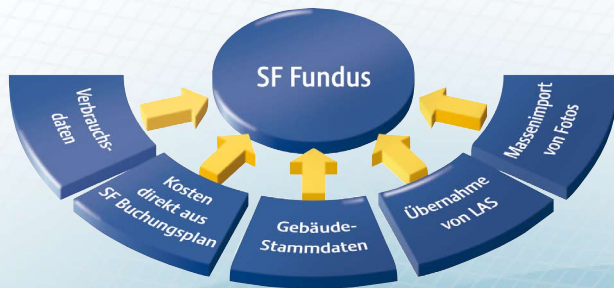 SF Fundus
Verbrauchs-
daten
Kosten
direkt aus
SF Buchungsplan
Gebäude-
Stammdaten
Übernahme
von LAS
Massenimport
von Fotos